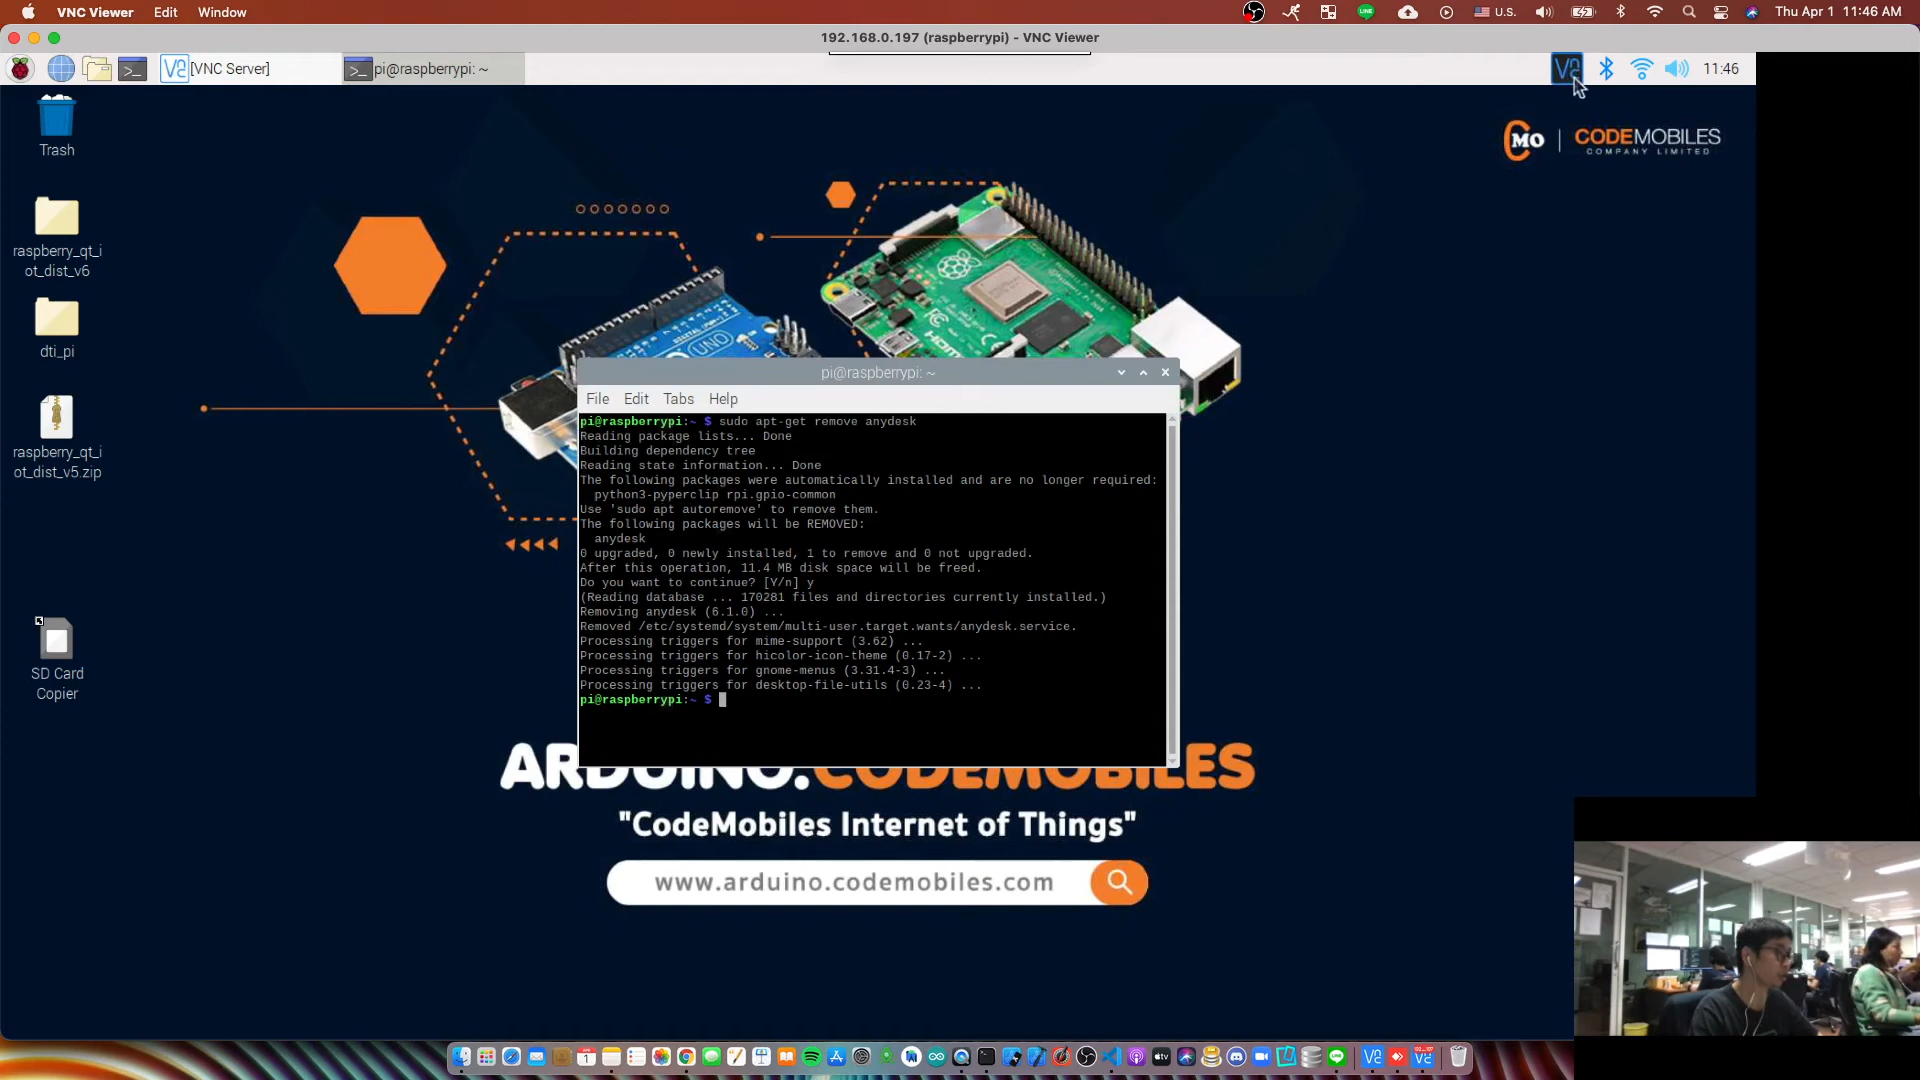 VNC Viewer Edit Window U.S. Thu Apr 1 11:46 AM
192.168.0.197 (raspberrypi) - VNC Viewer
[VNC Server] pi@raspberrypi: ~ 11:46
Trash
raspberry_qt_i
ot_dist_v6
dti_pi
raspberry_qt_i
ot_dist_v5.zip
SD Card
Copier
CMO | CODEMOBILES
COMPANY LIMITED
UNO
pi@raspberrypi: ~
File Edit Tabs Help
pi@raspberrypi:~ $ sudo apt-get remove anydesk
Reading package lists... Done
Building dependency tree
Reading state information... Done
The following packages were automatically installed and are no longer required:
python3-pyperclip rpi.gpio-common
Use 'sudo apt autoremove' to remove them.
The following packages will be REMOVED:
anydesk
0 upgraded, 0 newly installed, 1 to remove and 0 not upgraded.
After this operation, 11.4 MB disk space will be freed.
Do you want to continue? [Y/n] y
(Reading database ... 170281 files and directories currently installed.)
Removing anydesk (6.1.0) ...
Removed /etc/systemd/system/multi-user.target.wants/anydesk.service.
Processing triggers for mime-support (3.62) ...
Processing triggers for hicolor-icon-theme (0.17-2) ...
Processing triggers for gnome-menus (3.31.4-3) ...
Processing triggers for desktop-file-utils (0.23-4) ...
pi@raspberrypi:~ $
ARDUINO.CODEMOBILES
"CodeMobiles Internet of Things"
www.arduino.codemobiles.com